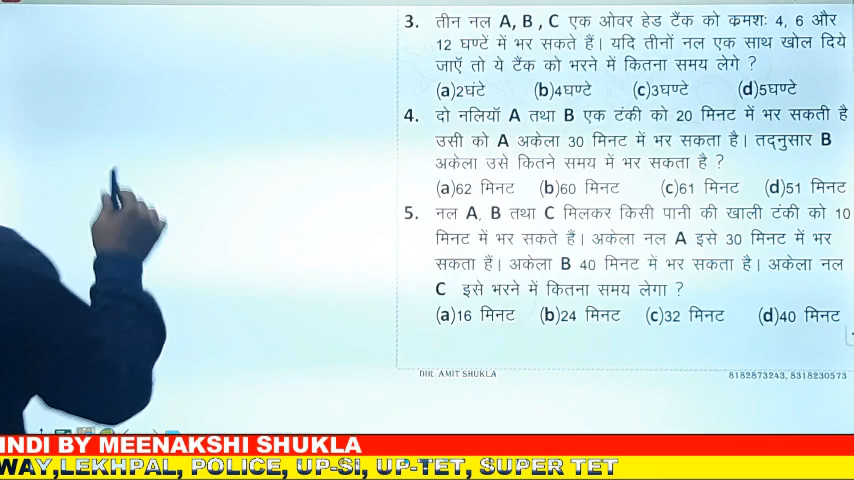 3. तीन नल A, B , C एक ओवर हेड टैंक को क्रमशः 4, 6 और
12 घण्टें में भर सकते हैं। यदि तीनों नल एक साथ खोल दिये
जाएँ तो ये टैंक को भरने में कितना समय लेगे ?
(a)2घंटे (b)4घण्टे (c)3घण्टे (d)5घण्टे
4. दो नलियॉ A तथा B एक टंकी को 20 मिनट में भर सकती है
उसी को A अकेला 30 मिनट में भर सकता है। तद्नुसार B
अकेला उसे कितने समय में भर सकता है ?
(a)62 मिनट (b)60 मिनट (c)61 मिनट (d)51 मिनट
5. नल A, B तथा C मिलकर किसी पानी की खाली टंकी को 10
मिनट में भर सकते हैं। अकेला नल A इसे 30 मिनट में भर
सकता हैं। अकेला B 40 मिनट में भर सकता है। अकेला नल
C इसे भरने में कितना समय लेगा ?
(a)16 मिनट (b)24 मिनट (c)32 मिनट (d)40 मिनट
DIR. AMIT SHUKLA 8182873243, 8318230573
INDI BY MEENAKSHI SHUKLA
WAY,LEKHPAL, POLICE, UP-SI, UP-TET, SUPER TET